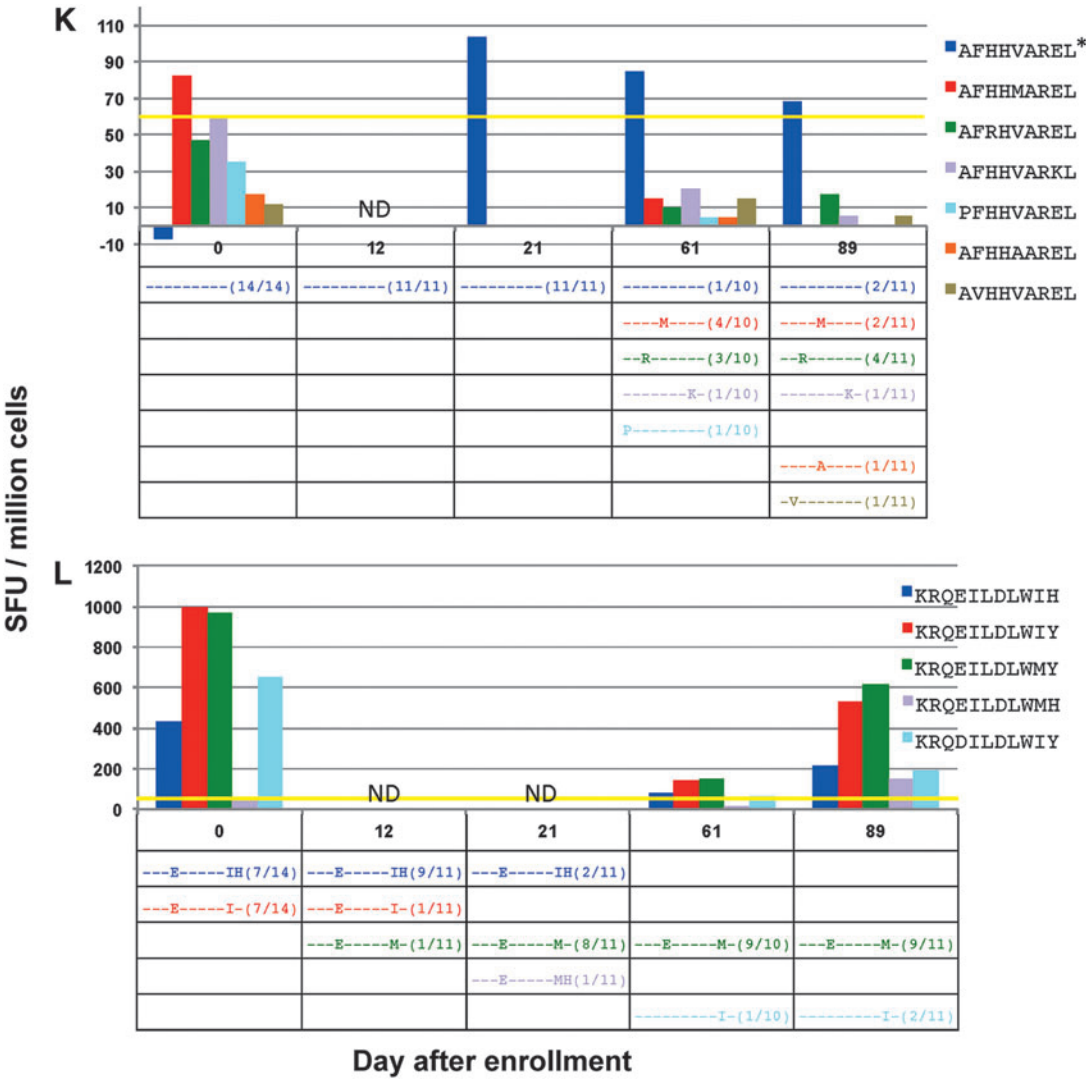 K
110
90
70
50
30
10
-10
ND
0 12 21 61 89
AFHHVAREL*
AFHHMAREL
AFRHVAREL
AFHHVARKL
PFHHVAREL
AFHHAAREL
AVHHVAREL
---------(14/14) ---------(11/11) ---------(11/11) ---------(1/10) ---------(2/11)
----M----(4/10) ----M----(2/11)
--R------(3/10) --R------(4/11)
-------K-(1/10) -------K-(1/11)
P--------(1/10)
----A----(1/11)
-V-------(1/11)
SFU / million cells
L
1200
1000
800
600
400
200
0
ND ND
0 12 21 61 89
KRQEILDLWIH
KRQEILDLWIY
KRQEILDLWMY
KRQEILDLWMH
KRQDILDLWIY
---E-----IH(7/14) ---E-----IH(9/11) ---E-----IH(2/11)
---E-----I-(7/14) ---E-----I-(1/11)
---E-----M-(1/11) ---E-----M-(8/11) ---E-----M-(9/10) ---E-----M-(9/11)
---E-----MH(1/11)
---------I-(1/10) ---------I-(2/11)
Day after enrollment